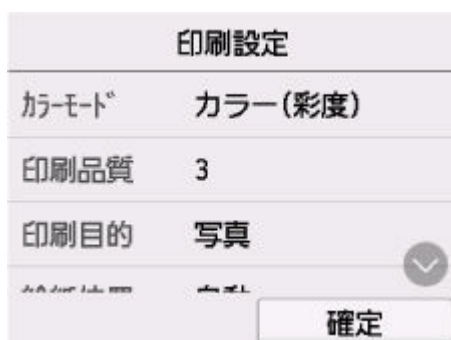 印刷設定
ｶﾗｰﾓｰﾄﾞ カラー(彩度)
印刷品質 3
印刷目的 写真
確定